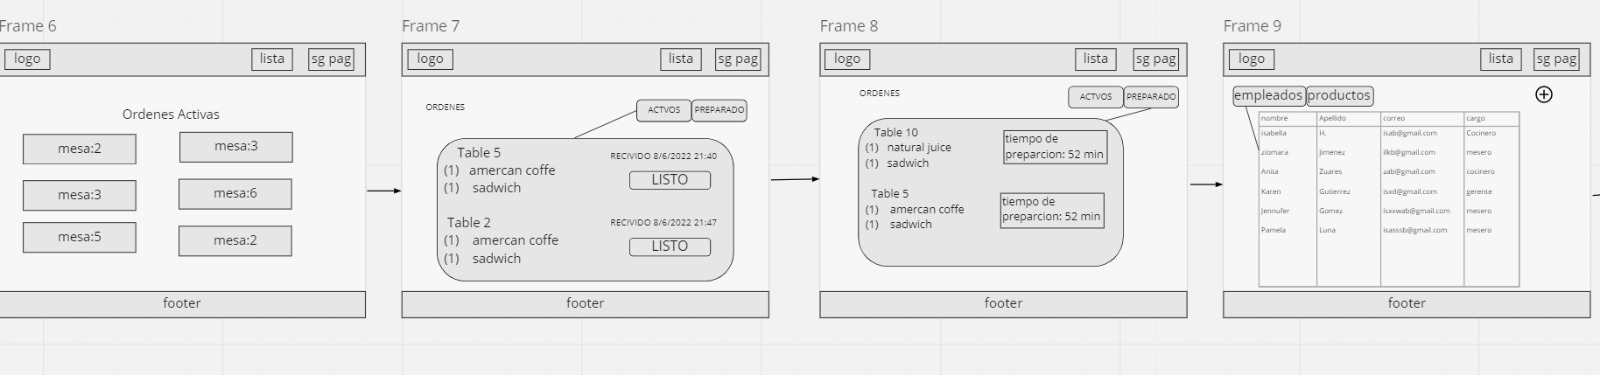 Frame 6
logo
lista
sg pag
Ordenes Activas
mesa:2
mesa:3
mesa:3
mesa:6
mesa:5
mesa:2
footer
Frame 7
logo
lista
sg pag
ORDENES
ACTVOS
PREPARADO
Table 5
RECIVIDO 8/6/2022 21:40
(1) amercan coffe
LISTO
(1) sadwich
Table 2
RECIVIDO 8/6/2022 21:47
(1) amercan coffe
LISTO
(1) sadwich
footer
Frame 8
logo
lista
sg pag
ORDENES
ACTVOS
PREPARADO
Table 10
(1) natural juice
(1) sadwich
tiempo de
preparcion: 52 min
Table 5
(1) amercan coffe
(1) sadwich
tiempo de
preparcion: 52 min
footer
Frame 9
logo
lista
sg pag
empleados
productos
nombre Apellido correo cargo
isabella H. isab@gmail.com Cocinero
ziomara Jimenez ilkb@gmail.com mesero
Anita Zuares zab@gmail.com cocinero
Karen Gutierrez isxd@gmail.com gerente
Jennufer Gomez isxxwab@gmail.com mesero
Pamela Luna isasssb@gmail.com mesero
footer